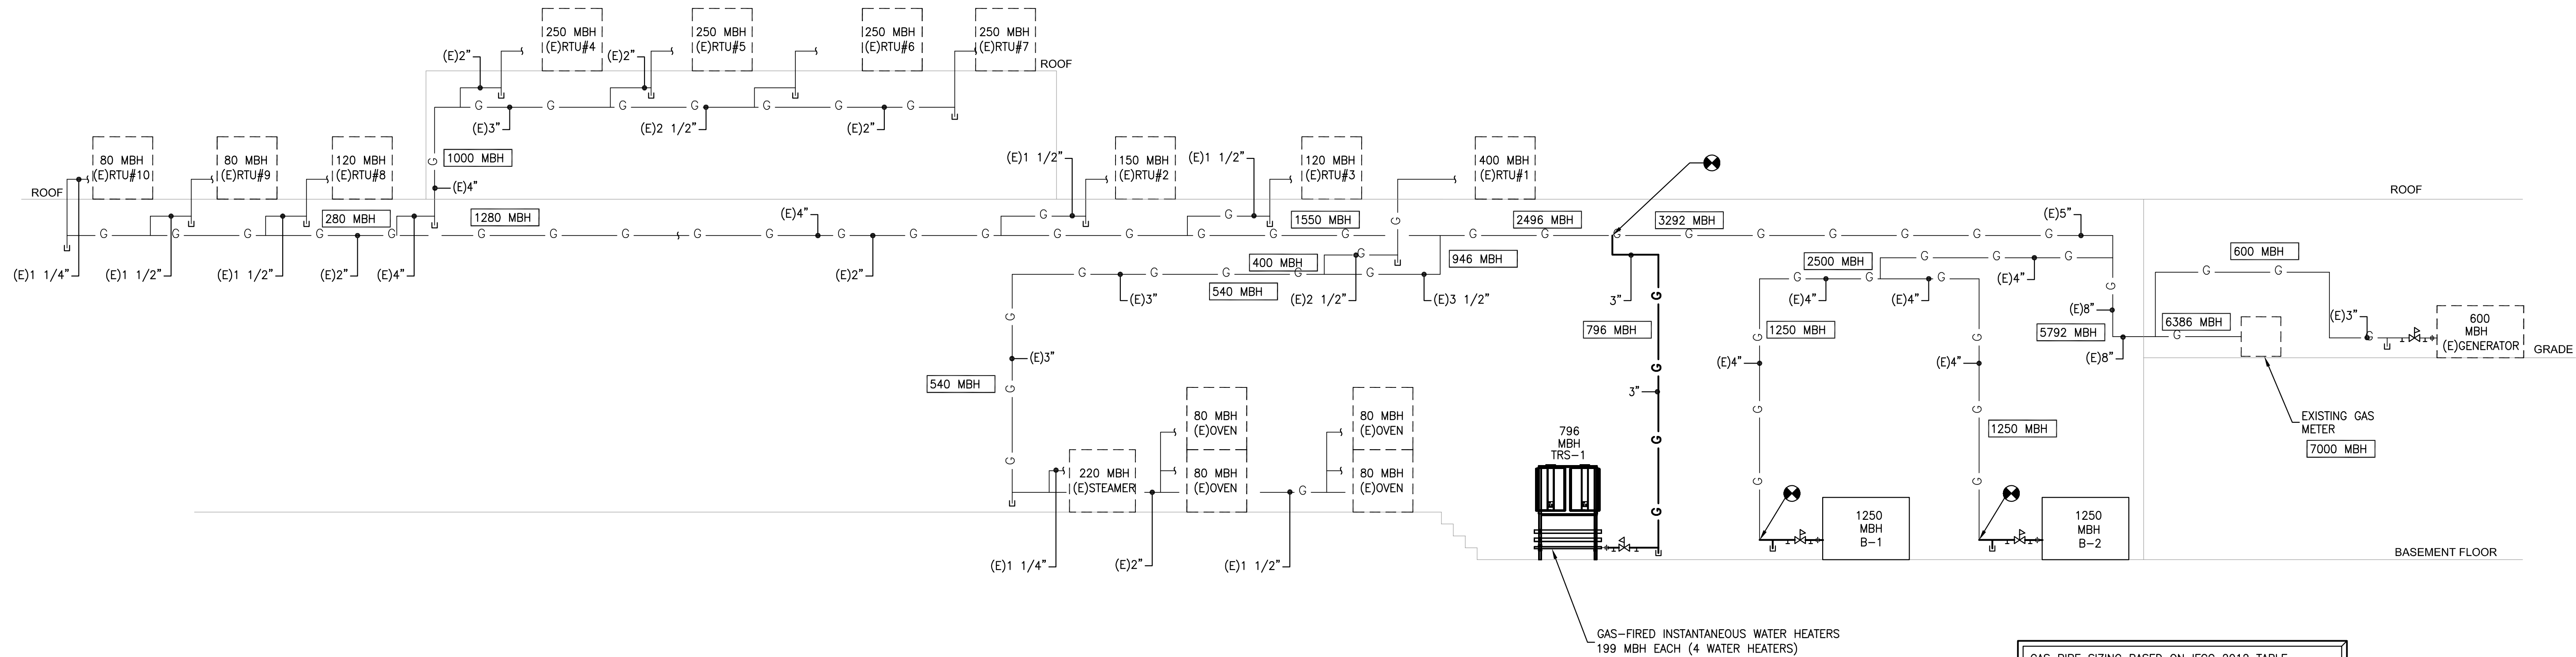 250 MBH
(E)RTU#4
250 MBH
(E)RTU#5
250 MBH
(E)RTU#6
250 MBH
(E)RTU#7
ROOF
(E)2"
(E)2"
G G G G G G G
(E)3"
(E)2 1/2"
(E)2"
80 MBH
(E)RTU#10
80 MBH
(E)RTU#9
120 MBH
(E)RTU#8
G
1000 MBH
(E)4"
(E)1 1/2"
150 MBH
(E)RTU#2
(E)1 1/2"
120 MBH
(E)RTU#3
400 MBH
(E)RTU#1
ROOF
ROOF
280 MBH
1280 MBH
(E)4"
G
G
1550 MBH
G
2496 MBH
3292 MBH
(E)5"
G G G G G G G G G G G G G G G G G G G G G G G G G
(E)1 1/4"
(E)1 1/2"
(E)1 1/2"
(E)2"
(E)4"
(E)2"
400 MBH
G
946 MBH
G G G G G
(E)3"
540 MBH
(E)2 1/2"
(E)3 1/2"
3"
G
2500 MBH
G G G
(E)4"
G G G
(E)4"
(E)4"
G
(E)8"
600 MBH
G G
G
796 MBH
1250 MBH
G
G
5792 MBH
6386 MBH
G
(E)8"
(E)3"
G
600
MBH
(E)GENERATOR
GRADE
(E)3"
G
(E)4"
(E)4"
540 MBH
G
3"
G
G
G
EXISTING GAS
METER
7000 MBH
1250 MBH
80 MBH
(E)OVEN
80 MBH
(E)OVEN
796
MBH
TRS-1
G
G
G
G
220 MBH
(E)STEAMER
80 MBH
(E)OVEN
G
80 MBH
(E)OVEN
G
1250
MBH
B-1
1250
MBH
B-2
BASEMENT FLOOR
(E)1 1/4"
(E)2"
(E)1 1/2"
GAS-FIRED INSTANTANEOUS WATER HEATERS
199 MBH EACH (4 WATER HEATERS)